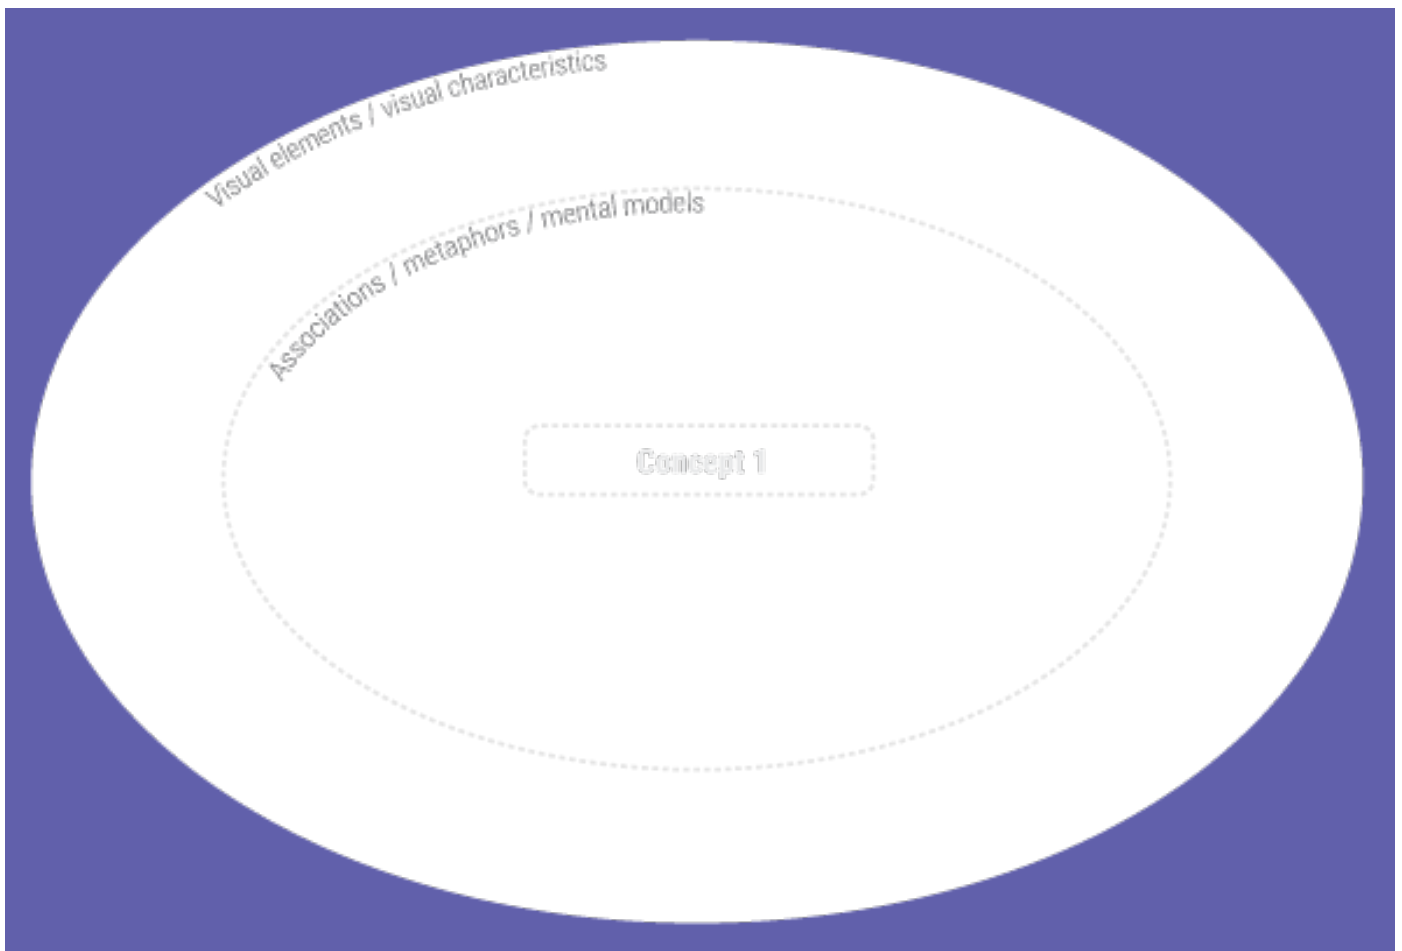 Visual elements / visual characteristics
Associations / metaphors / mental models
Concept 1